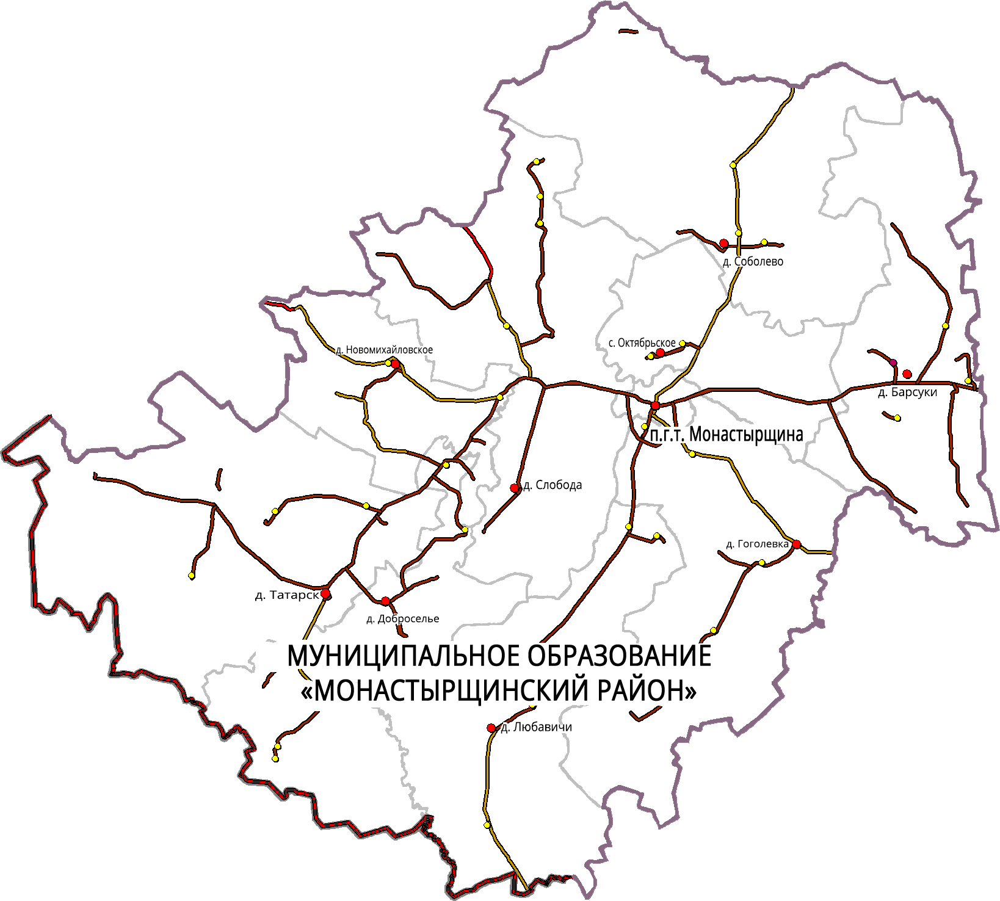 д. Соболево
с. Октябрьское
д. Новомихайловское
д. Барсуки
п.г.т. Монастырщина
д. Слобода
д. Гоголевка
д. Татарск
д. Доброселье
МУНИЦИПАЛЬНОЕ ОБРАЗОВАНИЕ
«МОНАСТЫРЩИНСКИЙ РАЙОН»
д. Любавичи